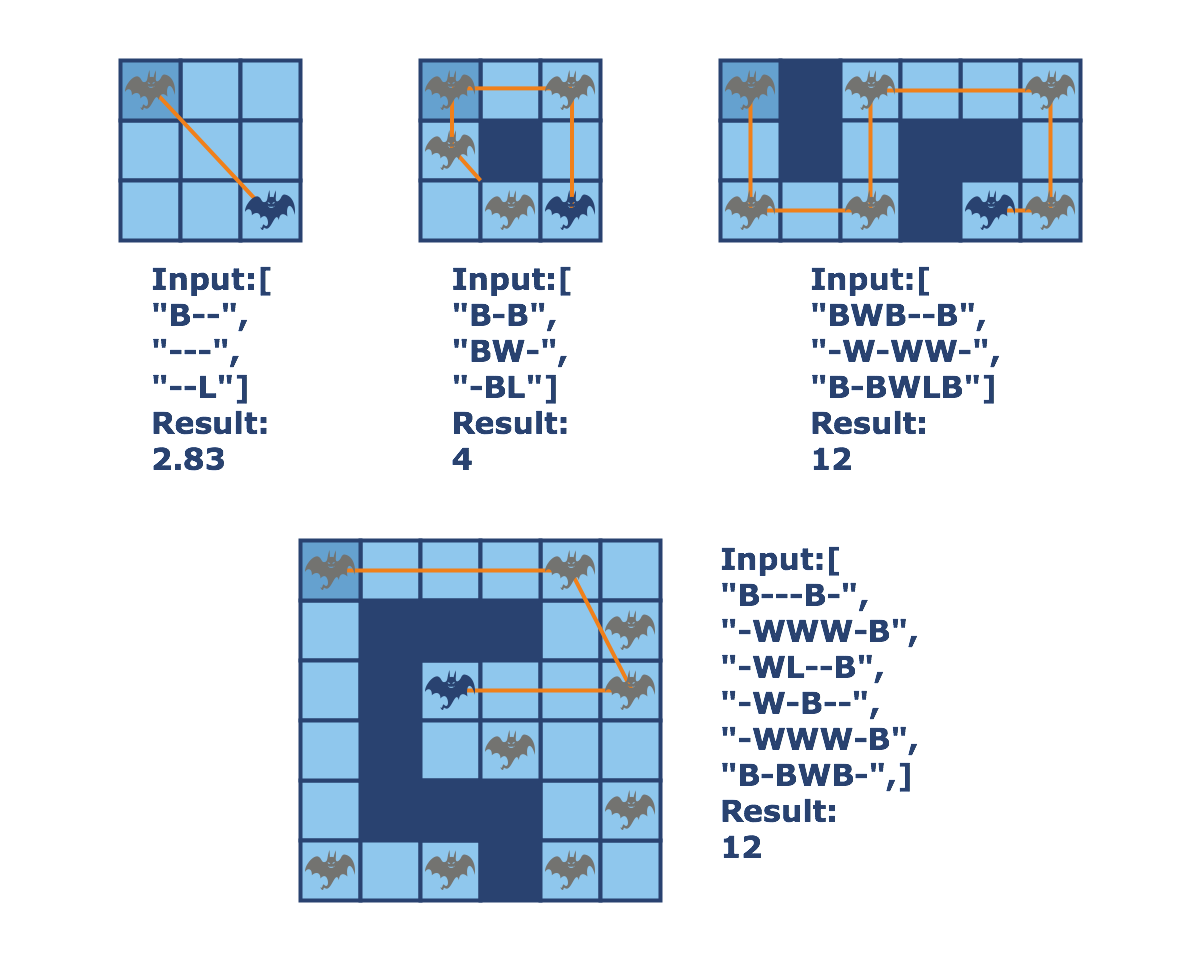 Input:[
"B--",
"---",
"--L"]
Result:
2.83
Input:[
"B-B",
"BW-",
"-BL"]
Result:
4
Input:[
"BWB--B",
"-W-WW-",
"B-BWLB"]
Result:
12
Input:[
"B---B-",
"-WWW-B",
"-WL--B",
"-W-B--",
"-WWW-B",
"B-BWB-",]
Result:
12